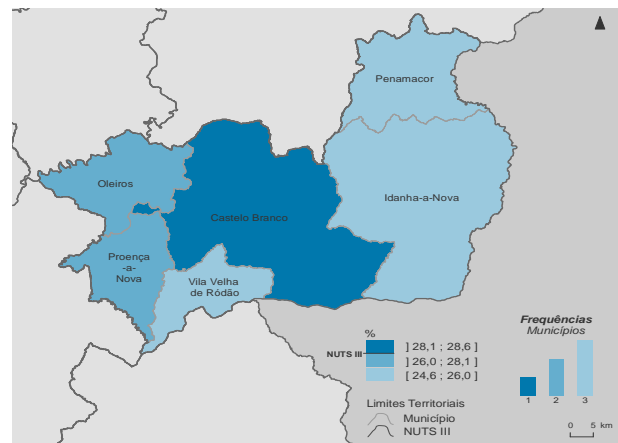 Penamacor
Oleiros
Idanha-a-Nova
Castelo Branco
Proença
-a-
Nova
Vila Velha
de Ródão
%
NUTS III
] 28,1 ; 28,6 ]
] 26,0 ; 28,1 ]
[ 24,6 ; 26,0 ]
Limites Territoriais
Município
NUTS III
Frequências
Municípios
1 2 3
0 5 km